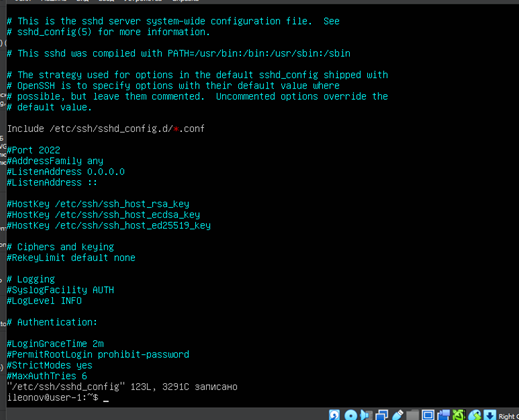 # This is the sshd server system-wide configuration file.  See
# sshd_config(5) for more information.
# This sshd was compiled with PATH=/usr/bin:/bin:/usr/sbin:/sbin
# The strategy used for options in the default sshd_config shipped with
# OpenSSH is to specify options with their default value where
# possible, but leave them commented.  Uncommented options override the
# default value.
Include /etc/ssh/sshd_config.d/*.conf
#Port 2022
#AddressFamily any
#ListenAddress 0.0.0.0
#ListenAddress ::
#HostKey /etc/ssh/ssh_host_rsa_key
#HostKey /etc/ssh/ssh_host_ecdsa_key
#HostKey /etc/ssh/ssh_host_ed25519_key
# Ciphers and keying
#RekeyLimit default none
# Logging
#SyslogFacility AUTH
#LogLevel INFO
# Authentication:
#LoginGraceTime 2m
#PermitRootLogin prohibit-password
#StrictModes yes
#MaxAuthTries 6
"/etc/ssh/sshd_config" 123L, 3291C записано
ileonov@user-1:~$ _
Right C